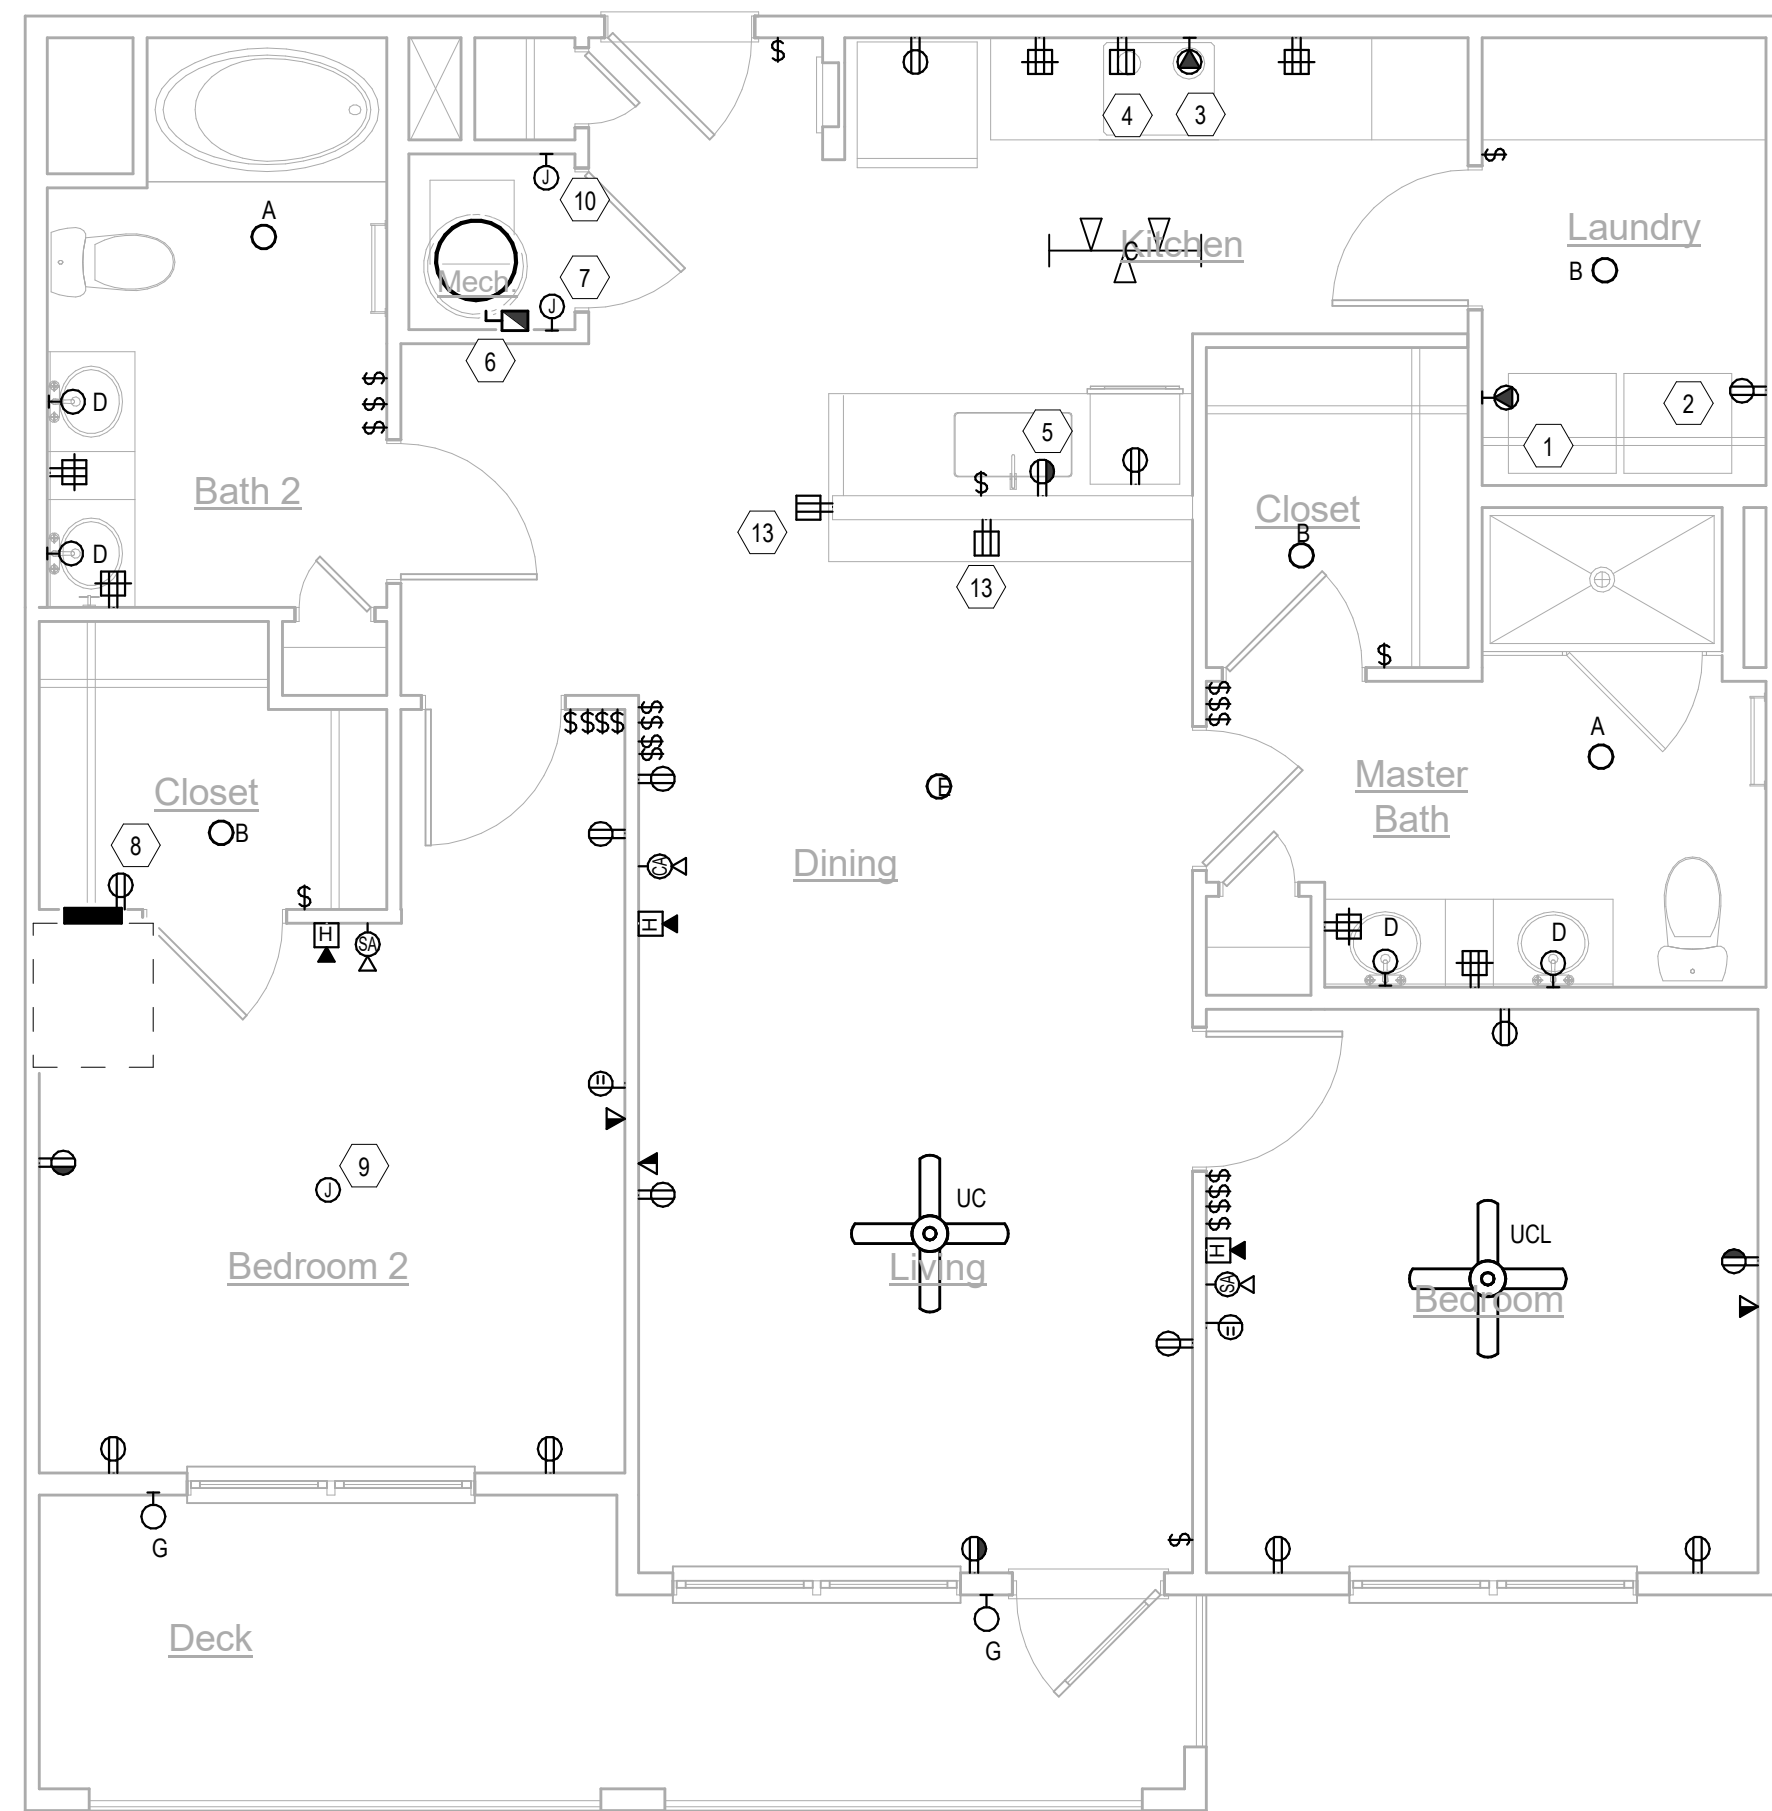 $
4
3
$
J
10
A
Kitchen
C
Laundry
B
7
Mech.
J
6
$
$
$
D
2
1
5
Bath 2
$
13
Closet
B
D
13
$
$$$
$$$$
$
$
$
$
A
Master
Bath
E
Closet
B
8
Dining
CA
$
H
SA
H
D
D
=
9
J
$
$
$
$
UC
H
UCL
Bedroom 2
Living
SA
Bedroom
=
G
$
G
Deck